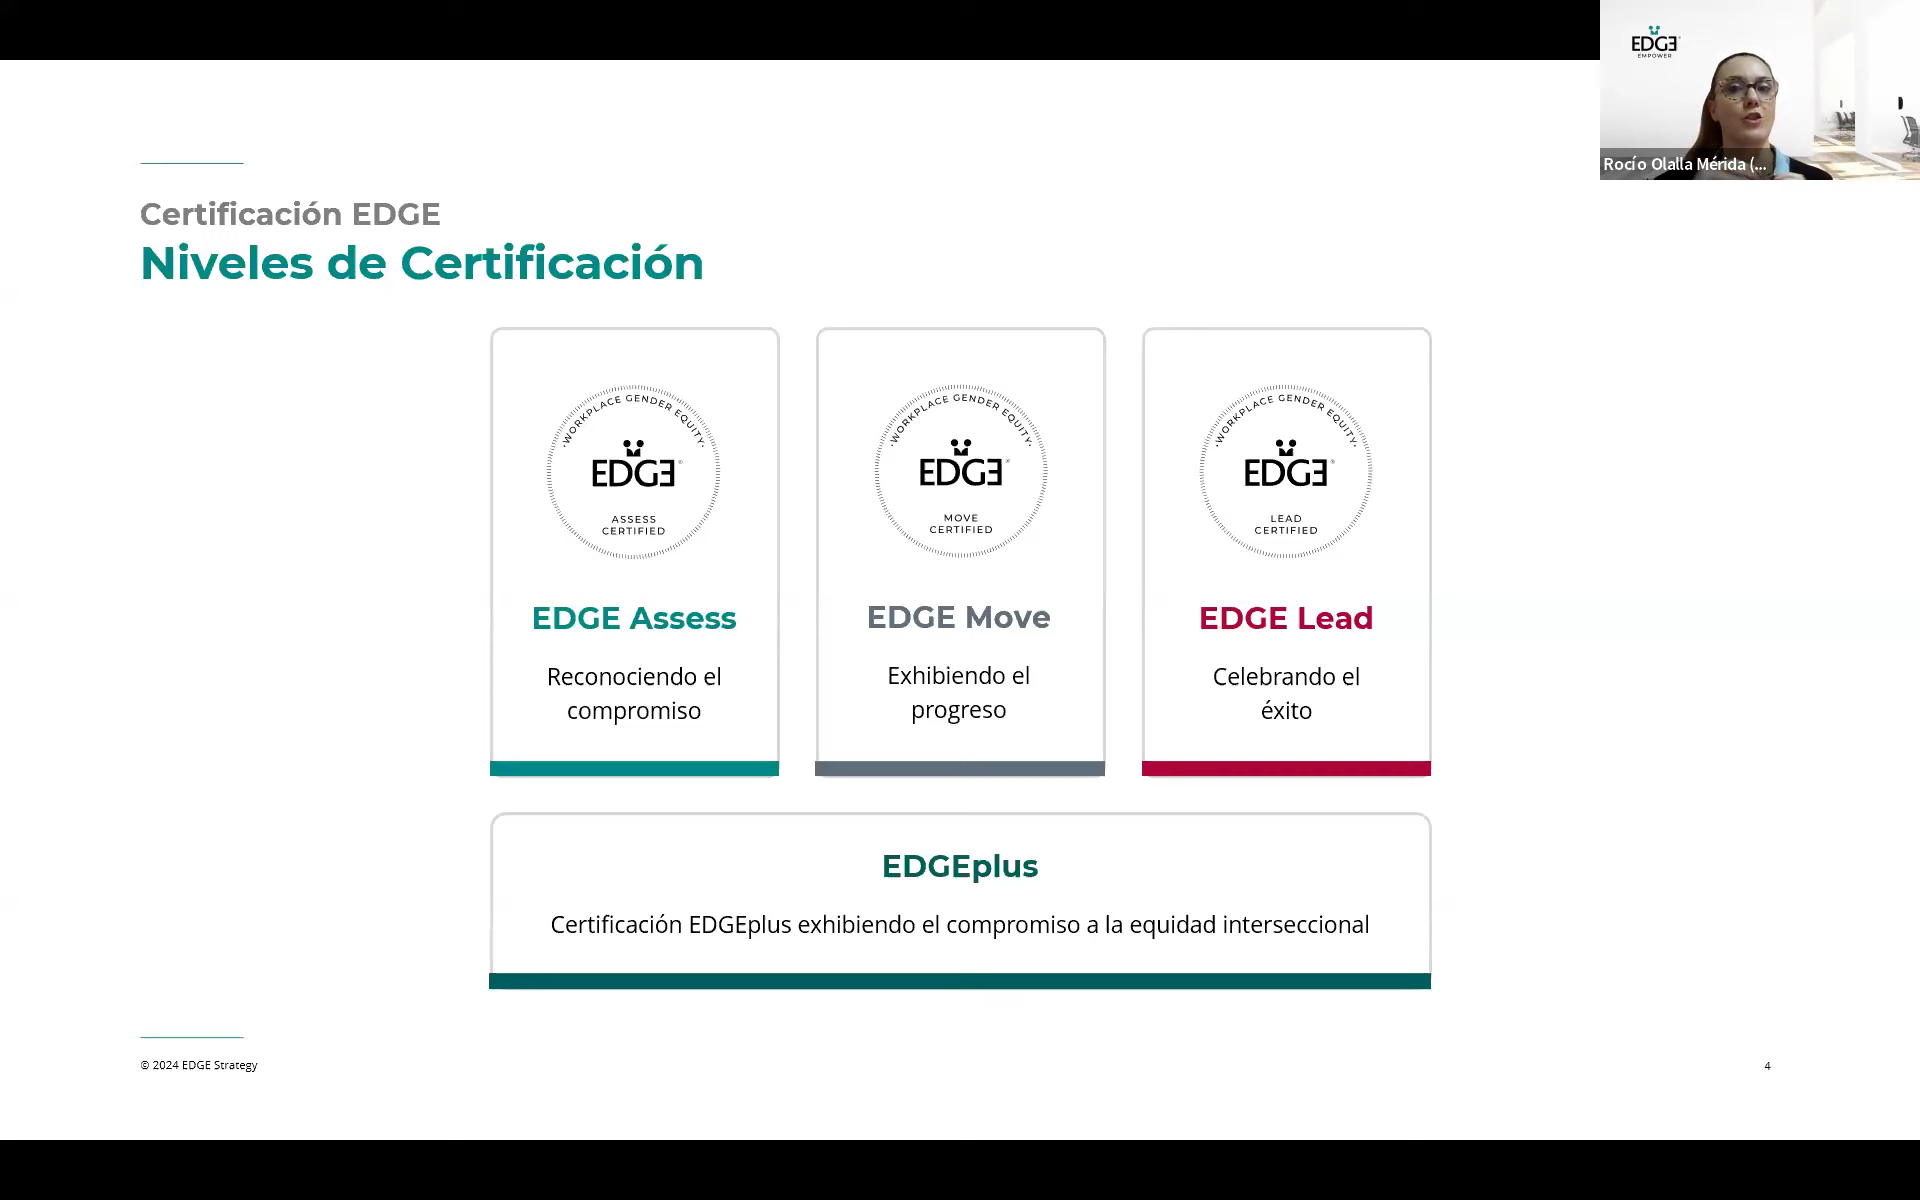 EDGE
EMPOWER
Rocío Olalla Mérida (...
Certificación EDGE
Niveles de Certificación
·WORKPLACE GENDER EQUITY·
EDGE®
ASSESS
CERTIFIED
EDGE Assess
Reconociendo el
compromiso
·WORKPLACE GENDER EQUITY·
EDGE®
MOVE
CERTIFIED
EDGE Move
Exhibiendo el
progreso
·WORKPLACE GENDER EQUITY·
EDGE®
LEAD
CERTIFIED
EDGE Lead
Celebrando el
éxito
EDGEplus
Certificación EDGEplus exhibiendo el compromiso a la equidad interseccional
© 2024 EDGE Strategy
4